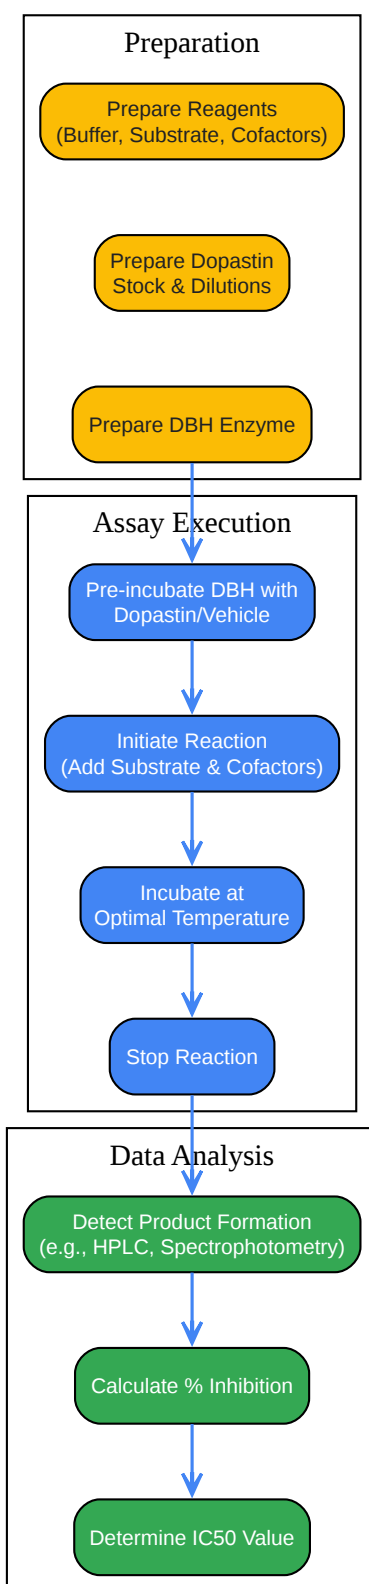 Preparation
Prepare Reagents
(Buffer, Substrate, Cofactors)
Prepare Dopastin
Stock & Dilutions
Prepare DBH Enzyme
Assay Execution
Pre-incubate DBH with
Dopastin/Vehicle
Initiate Reaction
(Add Substrate & Cofactors)
Incubate at
Optimal Temperature
Stop Reaction
Data Analysis
Detect Product Formation
(e.g., HPLC, Spectrophotometry)
Calculate % Inhibition
Determine IC50 Value